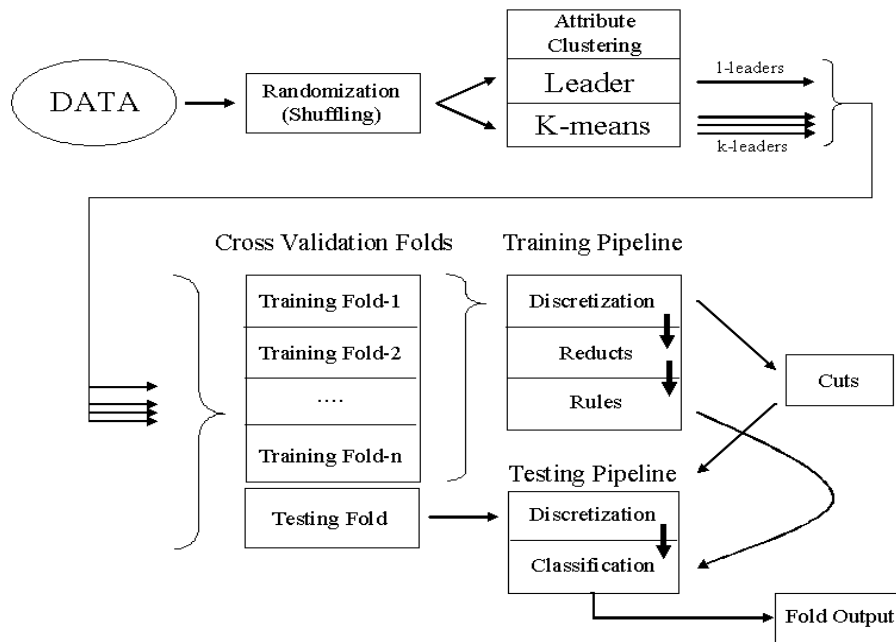 DATA
Randomization
(Shuffling)
Attribute
Clustering
Leader
K-means
1-leaders
k-leaders
Cross Validation Folds
Training Fold-1
Training Fold-2
....
Training Fold-n
Testing Fold
Training Pipeline
Discretization
Reducts
Rules
Cuts
Testing Pipeline
Discretization
Classification
Fold Output